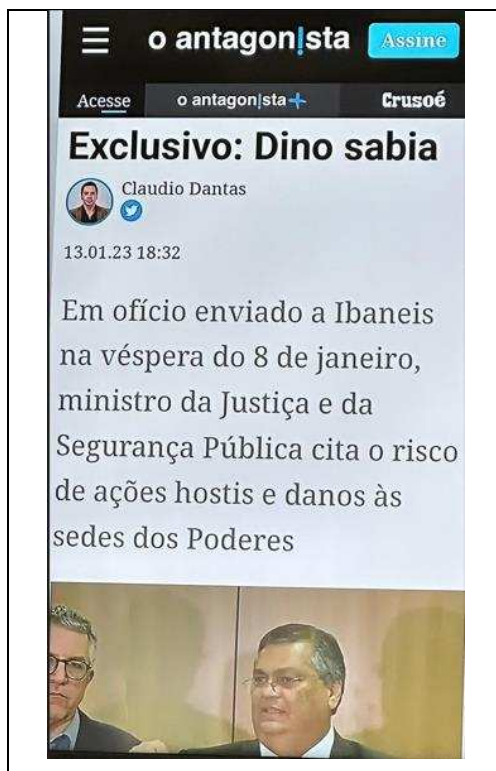 o antagon!sta Assine
Acesse o antagon|sta+ Crusoé
Exclusivo: Dino sabia
Claudio Dantas
13.01.23 18:32
Em ofício enviado a Ibaneis
na véspera do 8 de janeiro,
ministro da Justiça e da
Segurança Pública cita o risco
de ações hostis e danos às
sedes dos Poderes